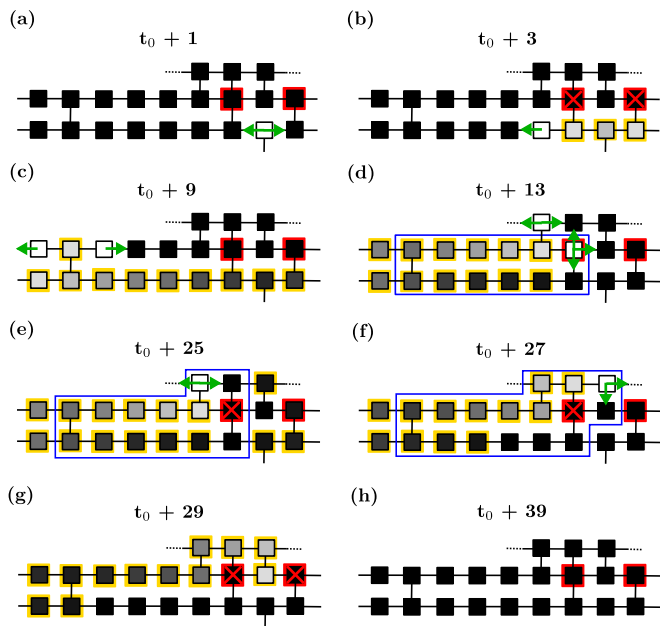 (a) t₀ + 1
(b) t₀ + 3
(c) t₀ + 9
(d) t₀ + 13
(e) t₀ + 25
(f) t₀ + 27
(g) t₀ + 29
(h) t₀ + 39